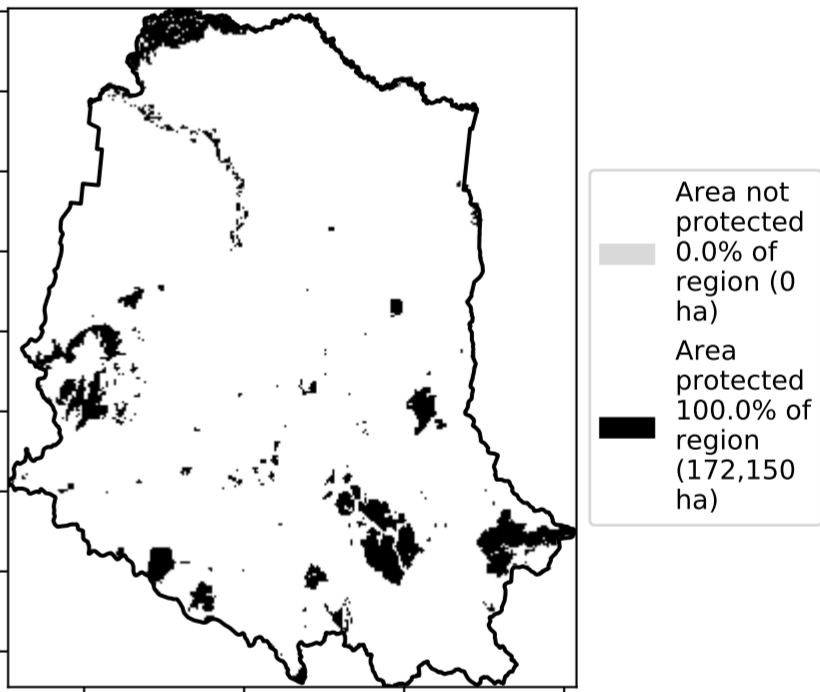 Area not
protected
0.0% of
region (0
ha)
Area
protected
100.0% of
region
(172,150
ha)